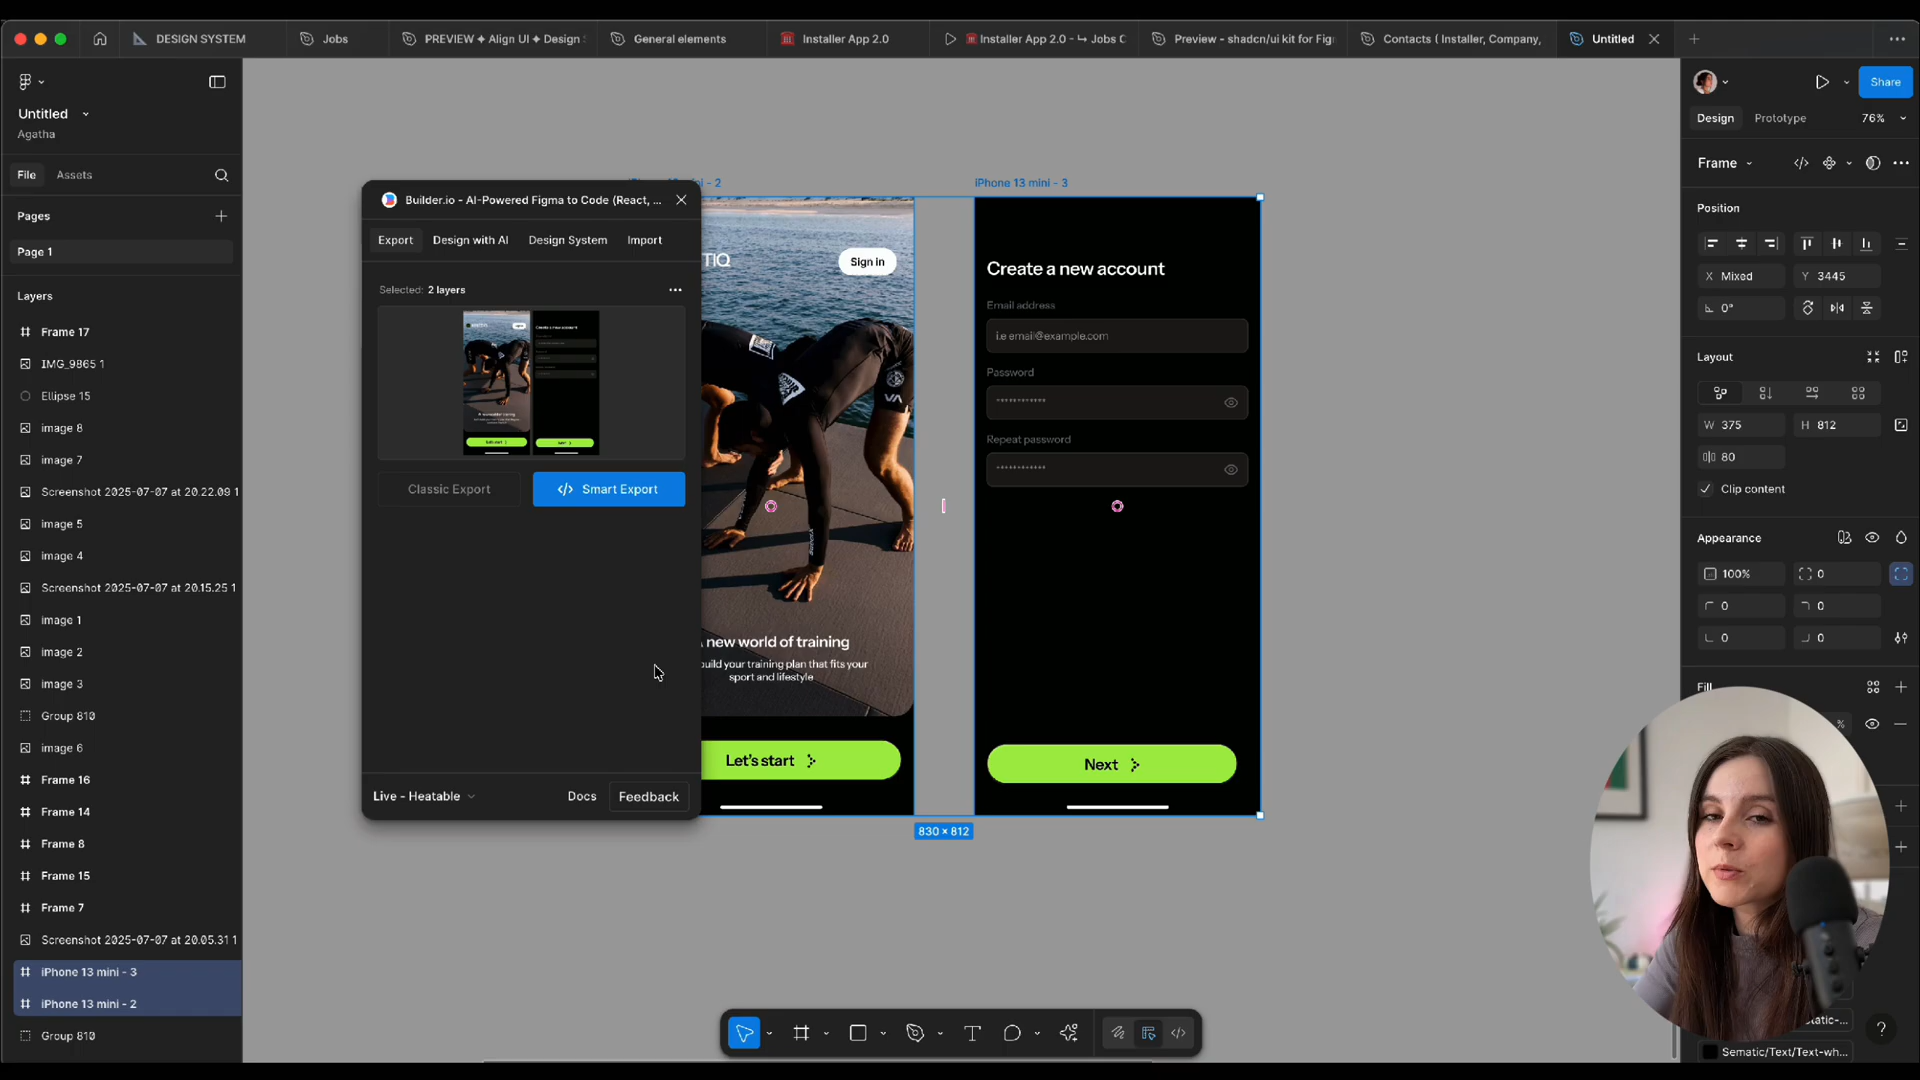 DESIGN SYSTEM
Jobs
PREVIEW ✦ Align UI ✦ Design
General elements
Installer App 2.0
Installer App 2.0 - ↳ Jobs C
Preview - shadcn/ui kit for Figm
Contacts ( Installer, Company,
Untitled
Untitled
Agatha
File
Assets
Pages
Page 1
Layers
Frame 17
IMG_9865 1
Ellipse 15
image 8
image 7
Screenshot 2025-07-07 at 20.22.09 1
image 5
image 4
Screenshot 2025-07-07 at 20.15.25 1
image 1
image 2
image 3
Group 810
image 6
Frame 16
Frame 14
Frame 8
Frame 15
Frame 7
Screenshot 2025-07-07 at 20.05.31 1
iPhone 13 mini - 3
iPhone 13 mini - 2
Group 810
Builder.io - AI-Powered Figma to Code (React, ...
Export
Design with AI
Design System
Import
Selected: 2 layers
Classic Export
Smart Export
Live - Heatable
Docs
Feedback
- 2
TIQ
Sign in
VA
new world of training
build your training plan that fits your
sport and lifestyle
Let's start
iPhone 13 mini - 3
Create a new account
Email address
i.e email@example.com
Password
************
Repeat password
************
Next
830 × 812
Share
Design
Prototype
76%
Frame
Position
X Mixed
Y 3445
0°
Layout
W 375
H 812
80
Clip content
Appearance
100%
0
0
0
0
0
Fill
%
tatic-...
Sematic/Text/Text-wh...
?